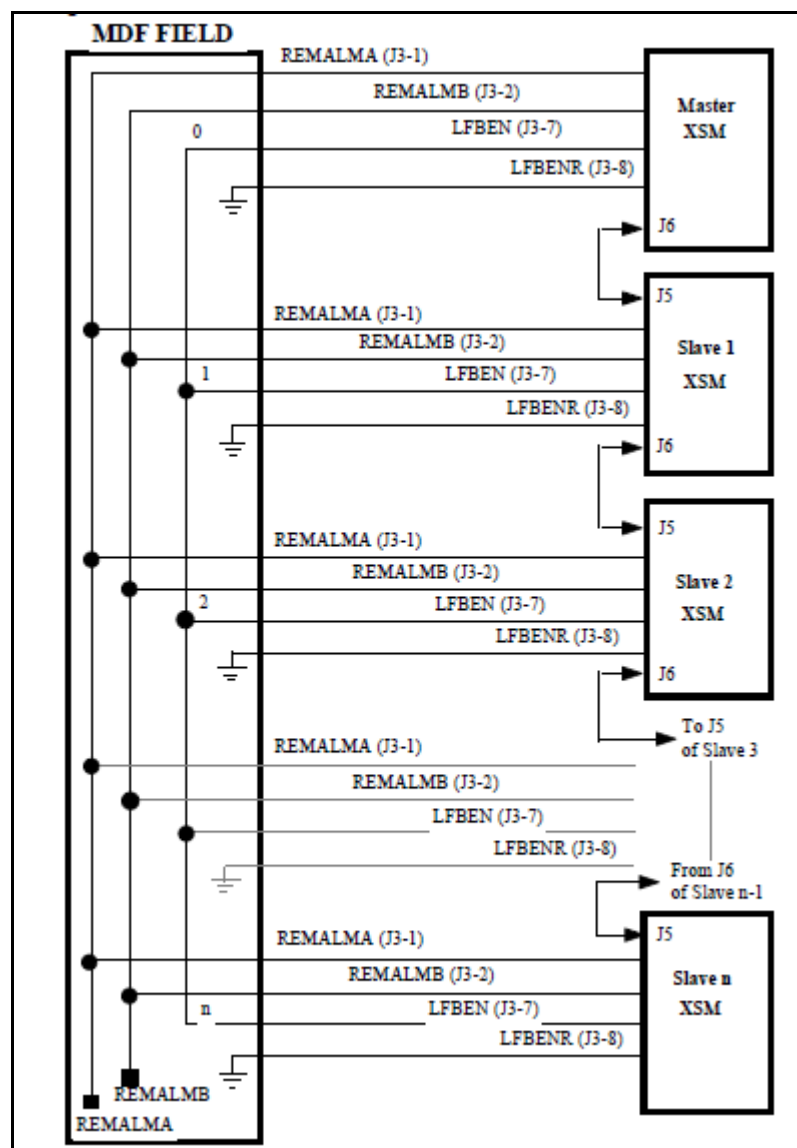 MDF FIELD
REMALMA (J3-1)
REMALMB (J3-2)
0
LFBEN (J3-7)
LFBENR (J3-8)
Master
XSM
J6
J5
REMALMA (J3-1)
REMALMB (J3-2)
1
LFBEN (J3-7)
LFBENR (J3-8)
Slave 1
XSM
J6
J5
REMALMA (J3-1)
REMALMB (J3-2)
2
LFBEN (J3-7)
LFBENR (J3-8)
Slave 2
XSM
J6
To J5
of Slave 3
REMALMA (J3-1)
REMALMB (J3-2)
LFBEN (J3-7)
LFBENR (J3-8)
From J6
of Slave n-1
J5
REMALMA (J3-1)
REMALMB (J3-2)
n
LFBEN (J3-7)
LFBENR (J3-8)
Slave n
XSM
REMALMB
REMALMA